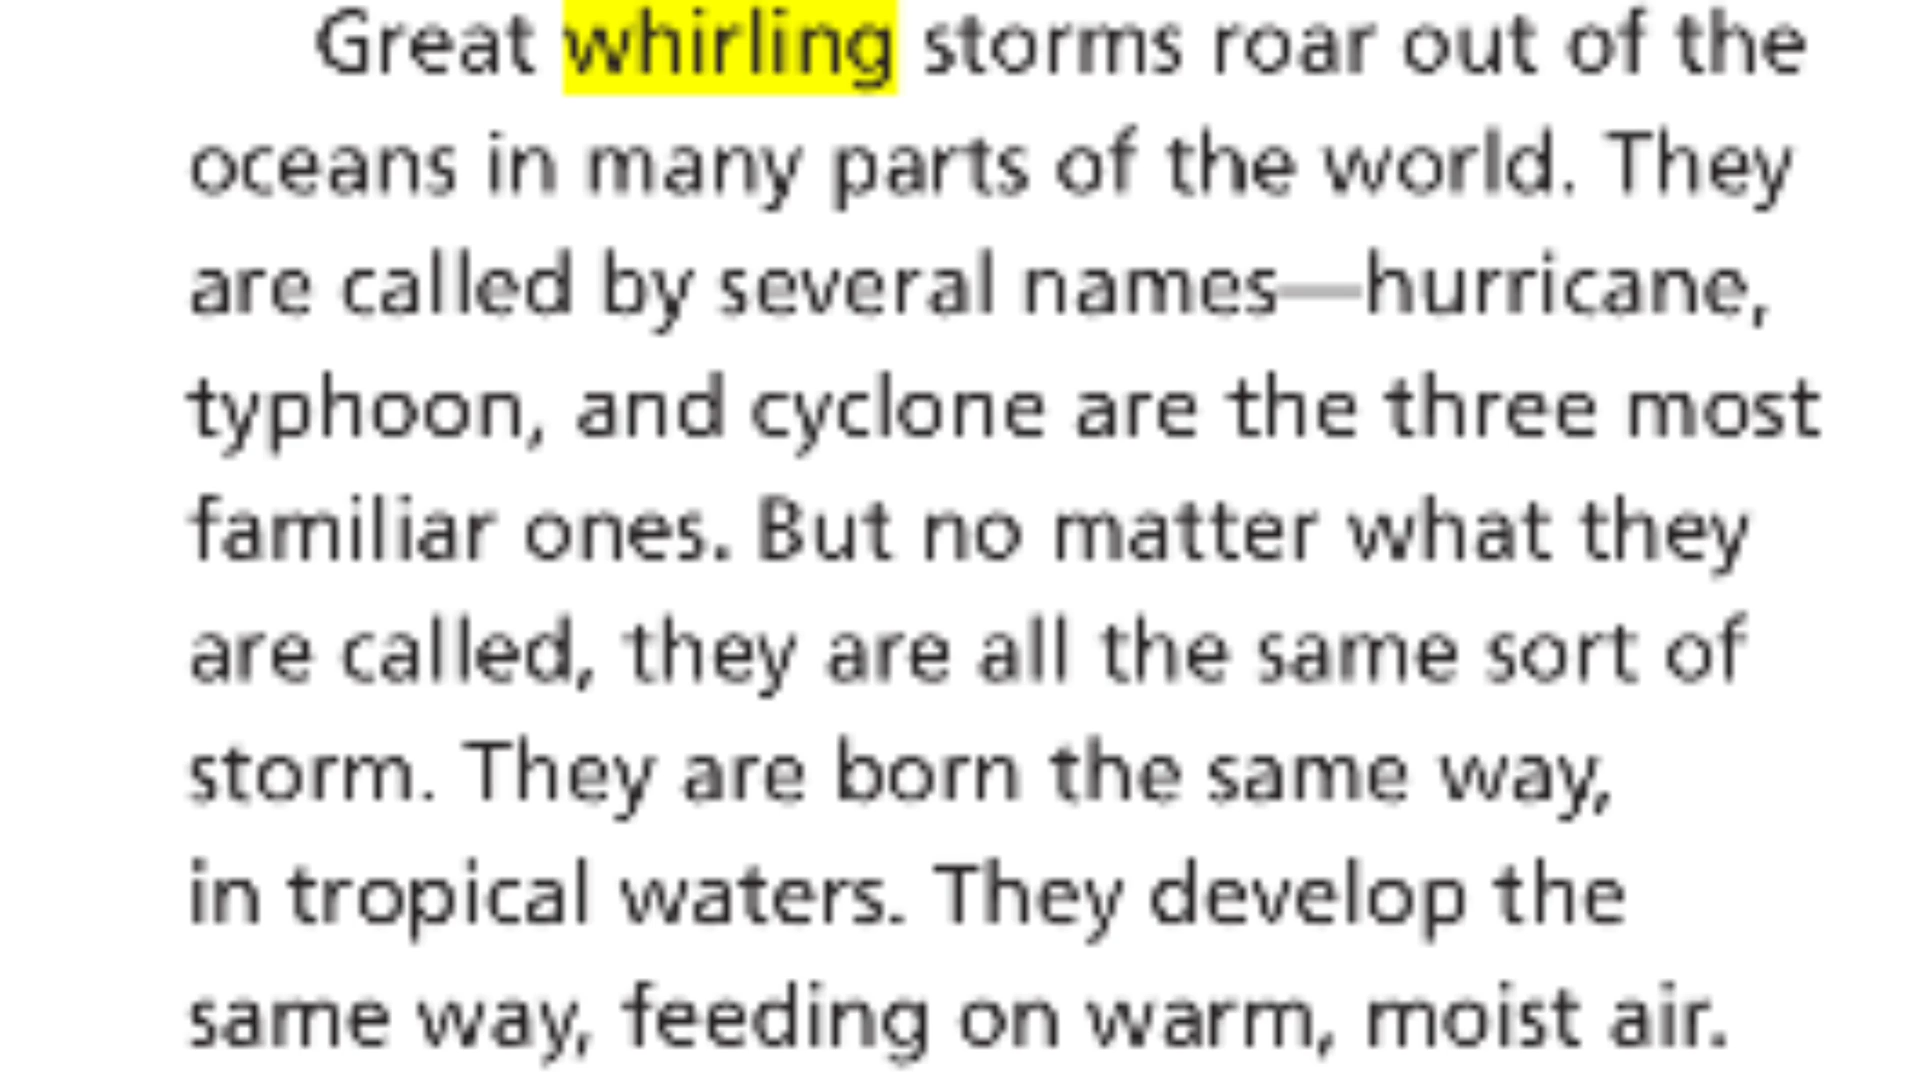 Great whirling storms roar out of the
oceans in many parts of the world. They
are called by several names—hurricane,
typhoon, and cyclone are the three most
familiar ones. But no matter what they
are called, they are all the same sort of
storm. They are born the same way,
in tropical waters. They develop the
same way, feeding on warm, moist air.